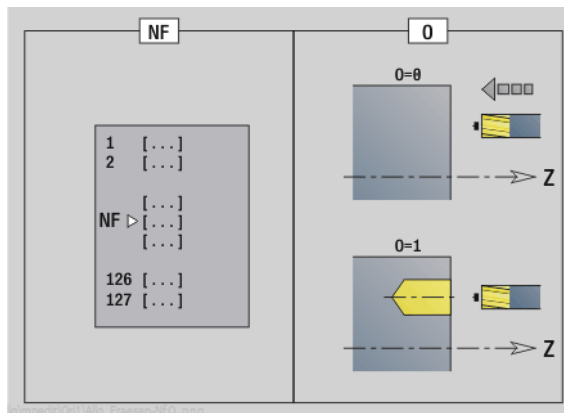 NF
1 [...]
2 [...]
[...]
NF [...]
[...]
126 [...]
127 [...]
O
O=0
Z
O=1
Z